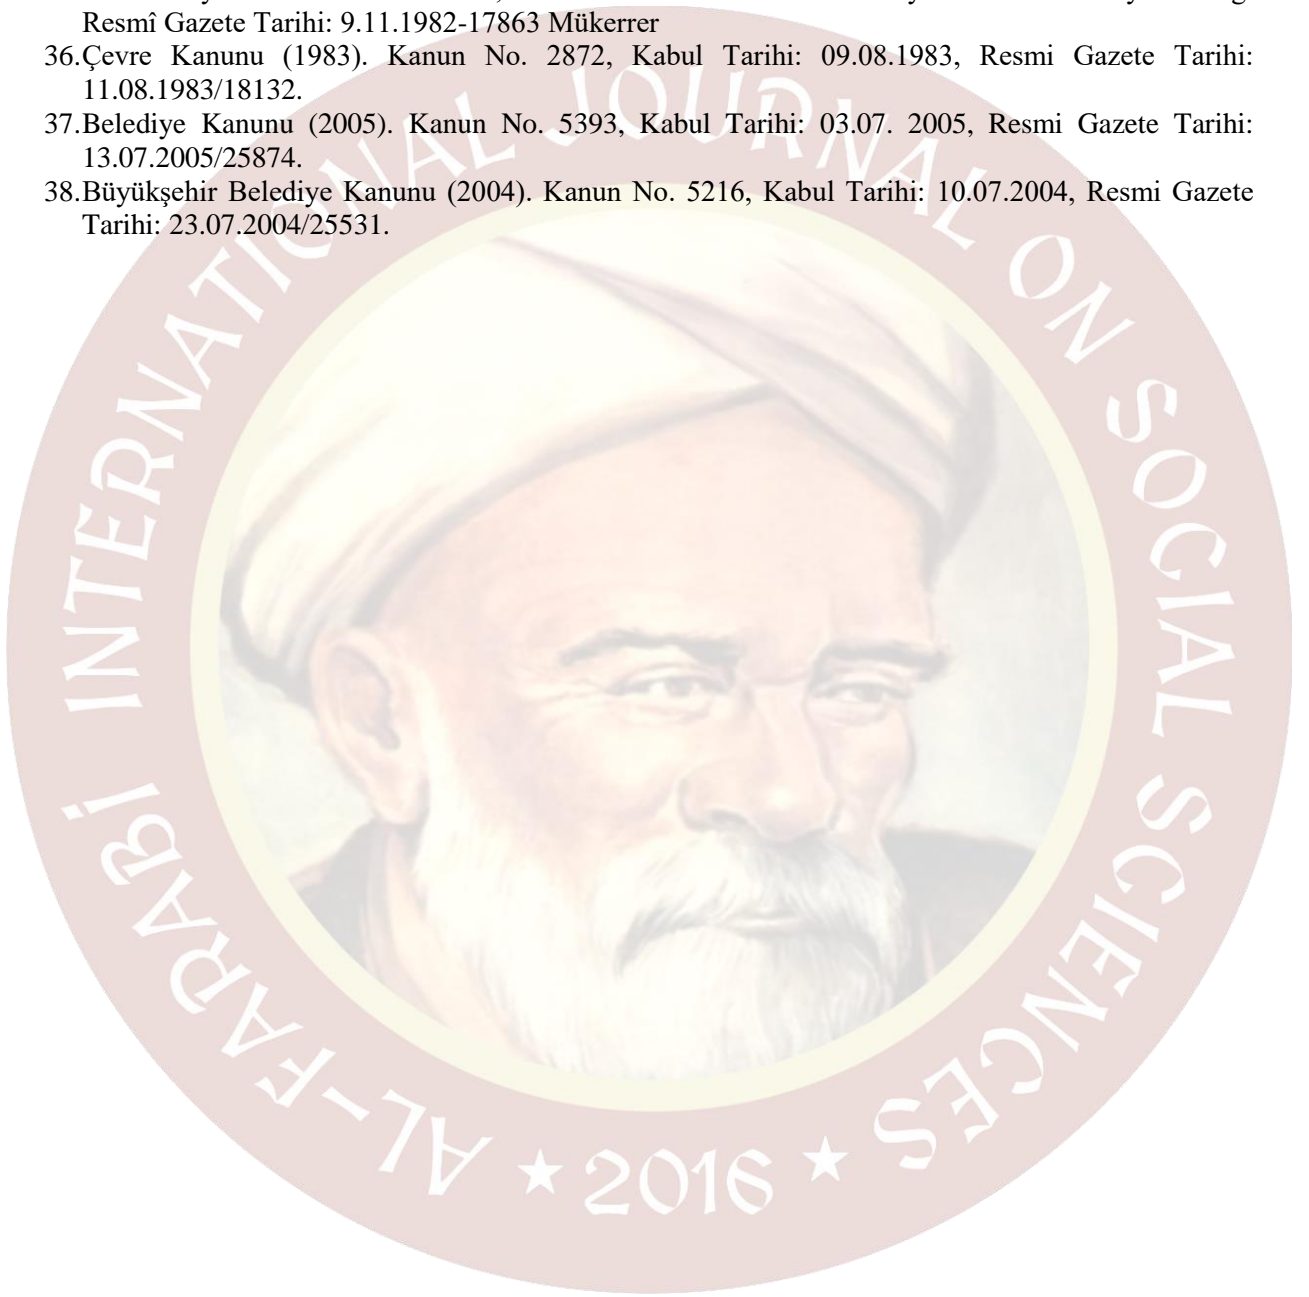 Resmî Gazete Tarihi: 9.11.1982-17863 Mükerrer
36.Çevre Kanunu (1983). Kanun No. 2872, Kabul Tarihi: 09.08.1983, Resmi Gazete Tarihi:
11.08.1983/18132.
37.Belediye Kanunu (2005). Kanun No. 5393, Kabul Tarihi: 03.07. 2005, Resmi Gazete Tarihi:
13.07.2005/25874.
38.Büyükşehir Belediye Kanunu (2004). Kanun No. 5216, Kabul Tarihi: 10.07.2004, Resmi Gazete
Tarihi: 23.07.2004/25531.
AL-FARABI INTERNATIONAL JOURNAL ON SOCIAL SCIENCES
★ 2016 ★